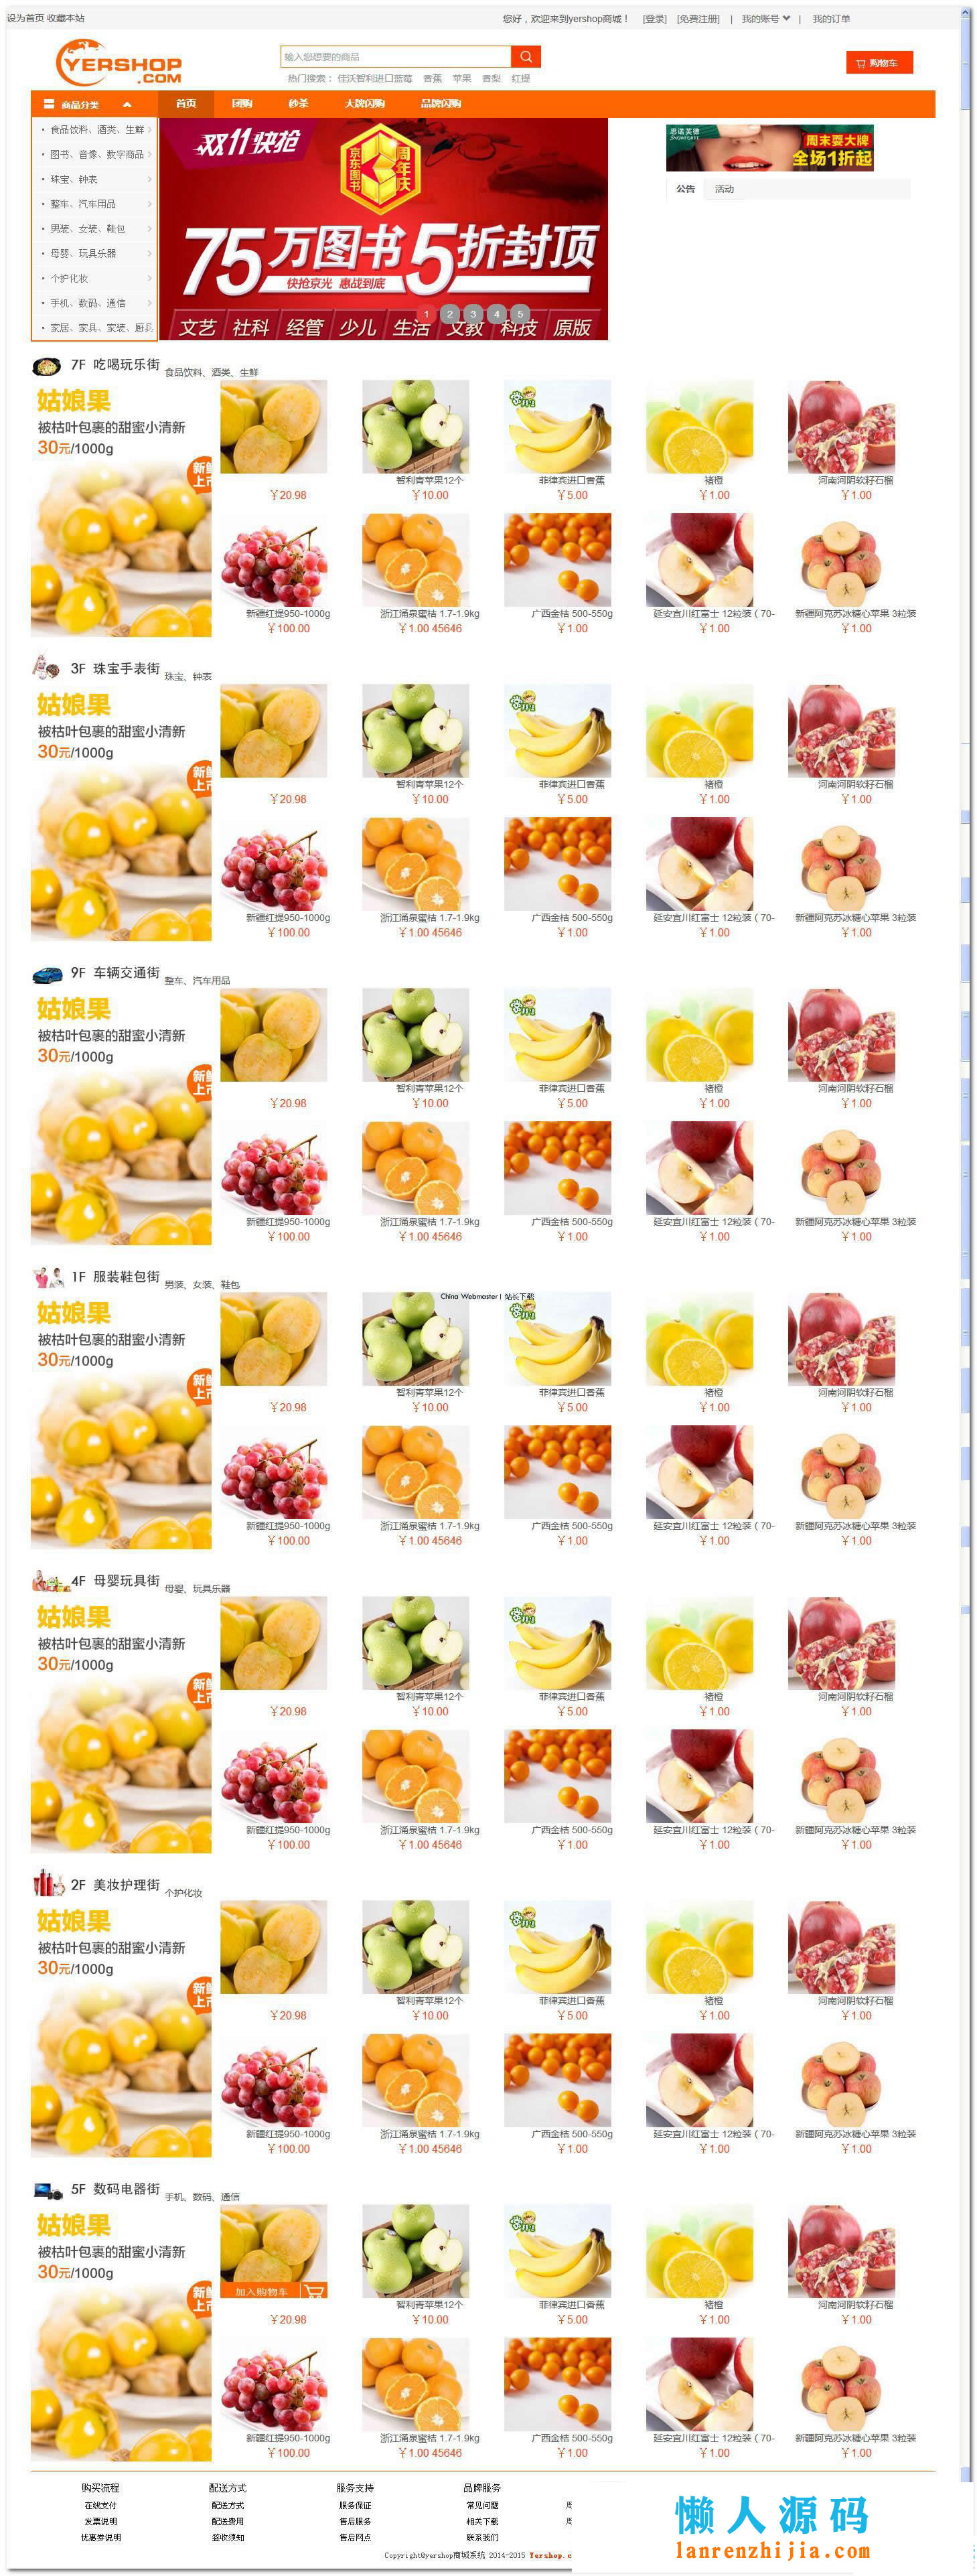 设为首页 收藏本站
您好，欢迎来到yershop商城！ [登录] [免费注册] | 我的账号 | 我的订单
YERSHOP
.COM
输入您想要的商品
购物车
热门搜索： 佳沃智利进口蓝莓 香蕉 苹果 青梨 红提
商品分类 首页 团购 秒杀 大牌闪购 品牌闪购
食品饮料、酒类、生鲜
图书、音像、数字商品
珠宝、钟表
整车、汽车用品
男装、女装、鞋包
母婴、玩具乐器
个护化妆
手机、数码、通信
家居、家具、家装、厨具
双11快抢
京东图书
周年庆
75万图书5折封顶
快抢京光 惠战到底
1 2 3 4 5
文艺 社科 经管 少儿 生活 文教 科技 原版
思诺芙德
周末耍大牌
全场1折起
公告 活动
7F 吃喝玩乐街 食品饮料、酒类、生鲜
姑娘果
被枯叶包裹的甜蜜小清新
30元/1000g
智利青苹果12个 菲律宾进口香蕉 褚橙 河南河阴软籽石榴
￥20.98 ￥10.00 ￥5.00 ￥1.00 ￥1.00
新疆红提950-1000g 浙江涌泉蜜桔 1.7-1.9kg 广西金桔 500-550g 延安宜川红富士 12粒装 ( 70- 新疆阿克苏冰糖心苹果 3粒装
￥100.00 ￥1.00 45646 ￥1.00 ￥1.00 ￥1.00
3F 珠宝手表街 珠宝、钟表
姑娘果
被枯叶包裹的甜蜜小清新
30元/1000g
智利青苹果12个 菲律宾进口香蕉 褚橙 河南河阴软籽石榴
￥20.98 ￥10.00 ￥5.00 ￥1.00 ￥1.00
新疆红提950-1000g 浙江涌泉蜜桔 1.7-1.9kg 广西金桔 500-550g 延安宜川红富士 12粒装 ( 70- 新疆阿克苏冰糖心苹果 3粒装
￥100.00 ￥1.00 45646 ￥1.00 ￥1.00 ￥1.00
9F 车辆交通街 整车、汽车用品
姑娘果
被枯叶包裹的甜蜜小清新
30元/1000g
智利青苹果12个 菲律宾进口香蕉 褚橙 河南河阴软籽石榴
￥20.98 ￥10.00 ￥5.00 ￥1.00 ￥1.00
新疆红提950-1000g 浙江涌泉蜜桔 1.7-1.9kg 广西金桔 500-550g 延安宜川红富士 12粒装 ( 70- 新疆阿克苏冰糖心苹果 3粒装
￥100.00 ￥1.00 45646 ￥1.00 ￥1.00 ￥1.00
1F 服装鞋包街 男装、女装、鞋包
China Webmaster | 站长下载
姑娘果
被枯叶包裹的甜蜜小清新
30元/1000g
智利青苹果12个 菲律宾进口香蕉 褚橙 河南河阴软籽石榴
￥20.98 ￥10.00 ￥5.00 ￥1.00 ￥1.00
新疆红提950-1000g 浙江涌泉蜜桔 1.7-1.9kg 广西金桔 500-550g 延安宜川红富士 12粒装 ( 70- 新疆阿克苏冰糖心苹果 3粒装
￥100.00 ￥1.00 45646 ￥1.00 ￥1.00 ￥1.00
4F 母婴玩具街 母婴、玩具乐器
姑娘果
被枯叶包裹的甜蜜小清新
30元/1000g
智利青苹果12个 菲律宾进口香蕉 褚橙 河南河阴软籽石榴
￥20.98 ￥10.00 ￥5.00 ￥1.00 ￥1.00
新疆红提950-1000g 浙江涌泉蜜桔 1.7-1.9kg 广西金桔 500-550g 延安宜川红富士 12粒装 ( 70- 新疆阿克苏冰糖心苹果 3粒装
￥100.00 ￥1.00 45646 ￥1.00 ￥1.00 ￥1.00
2F 美妆护理街 个护化妆
姑娘果
被枯叶包裹的甜蜜小清新
30元/1000g
智利青苹果12个 菲律宾进口香蕉 褚橙 河南河阴软籽石榴
￥20.98 ￥10.00 ￥5.00 ￥1.00 ￥1.00
新疆红提950-1000g 浙江涌泉蜜桔 1.7-1.9kg 广西金桔 500-550g 延安宜川红富士 12粒装 ( 70- 新疆阿克苏冰糖心苹果 3粒装
￥100.00 ￥1.00 45646 ￥1.00 ￥1.00 ￥1.00
5F 数码电器街 手机、数码、通信
姑娘果
被枯叶包裹的甜蜜小清新
30元/1000g
加入购物车
智利青苹果12个 菲律宾进口香蕉 褚橙 河南河阴软籽石榴
￥20.98 ￥10.00 ￥5.00 ￥1.00 ￥1.00
新疆红提950-1000g 浙江涌泉蜜桔 1.7-1.9kg 广西金桔 500-550g 延安宜川红富士 12粒装 ( 70- 新疆阿克苏冰糖心苹果 3粒装
￥100.00 ￥1.00 45646 ￥1.00 ￥1.00 ￥1.00
购买流程 配送方式 服务支持 品牌服务
在线支付 配送方式 服务保证 常见问题
发票说明 配送费用 售后服务 相关下载
优惠券说明 签收须知 售后网点 联系我们
Copyright@yershop商城系统 2014-2015 Yershop.c
懒人源码
lanrenzhijia.com